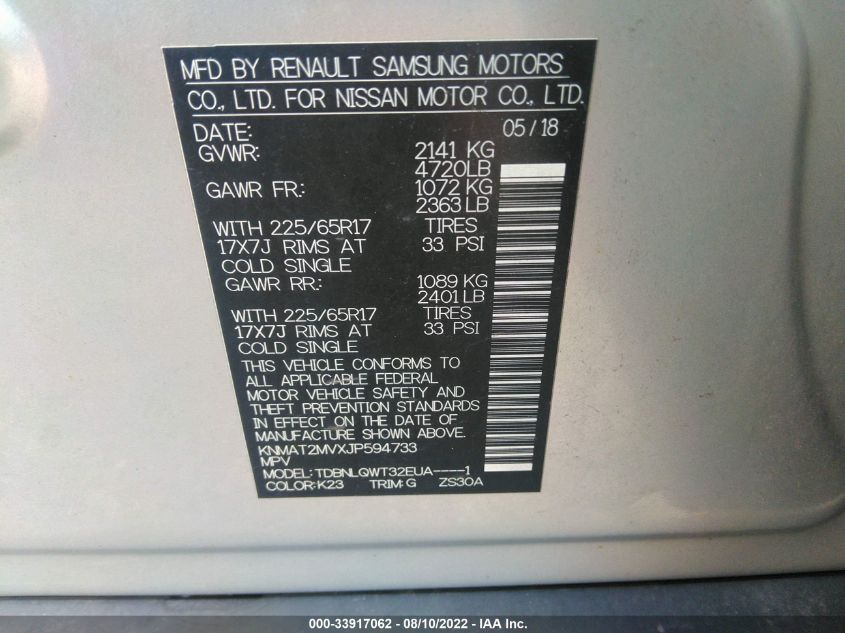 MFD BY RENAULT SAMSUNG MOTORS
CO., LTD. FOR NISSAN MOTOR CO., LTD.
DATE: 05/18
GVWR: 2141 KG
4720LB
GAWR FR.: 1072 KG
2363 LB
WITH 225/65R17 TIRES
17X7J RIMS AT 33 PSI
COLD SINGLE
GAWR RR.: 1089 KG
2401 LB
WITH 225/65R17 TIRES
17X7J RIMS AT 33 PSI
COLD SINGLE
THIS VEHICLE CONFORMS TO
ALL APPLICABLE FEDERAL
MOTOR VEHICLE SAFETY AND
THEFT PREVENTION STANDARDS
IN EFFECT ON THE DATE OF
MANUFACTURE SHOWN ABOVE.
KNMAT2MVXJP594733
MPV
MODEL: TDBNLQWT32EUA----1
COLOR: K23 TRIM: G ZS30A
000-33917062 - 08/10/2022 - IAA Inc.